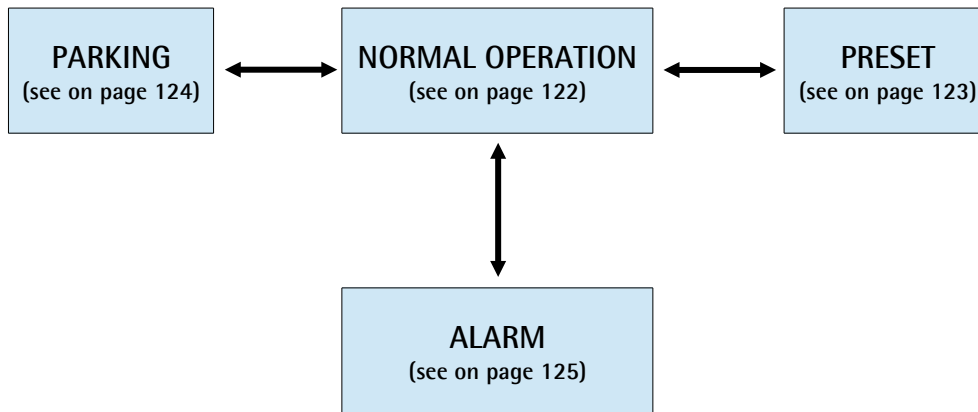 PARKING
(see on page 124)
NORMAL OPERATION
(see on page 122)
PRESET
(see on page 123)
ALARM
(see on page 125)